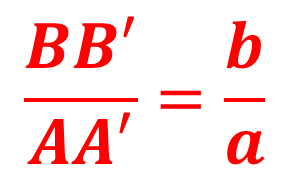 BB′/AA′ = b/a